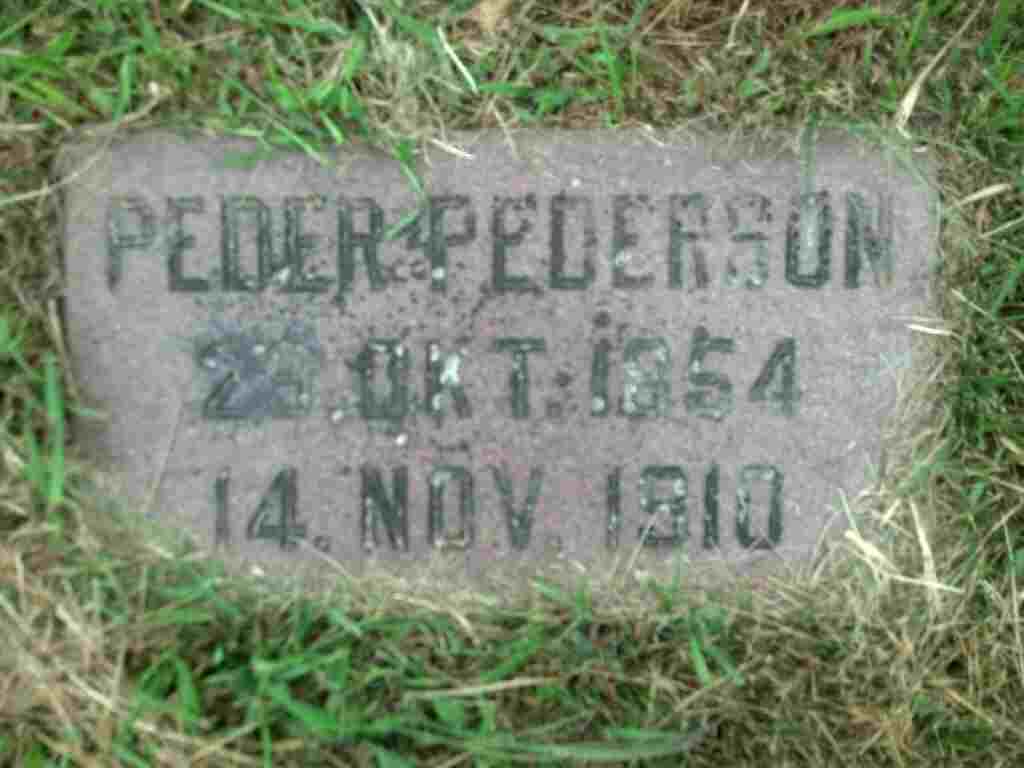 PEDER PEDERSON
OKT. 1854
14. NOV. 1910